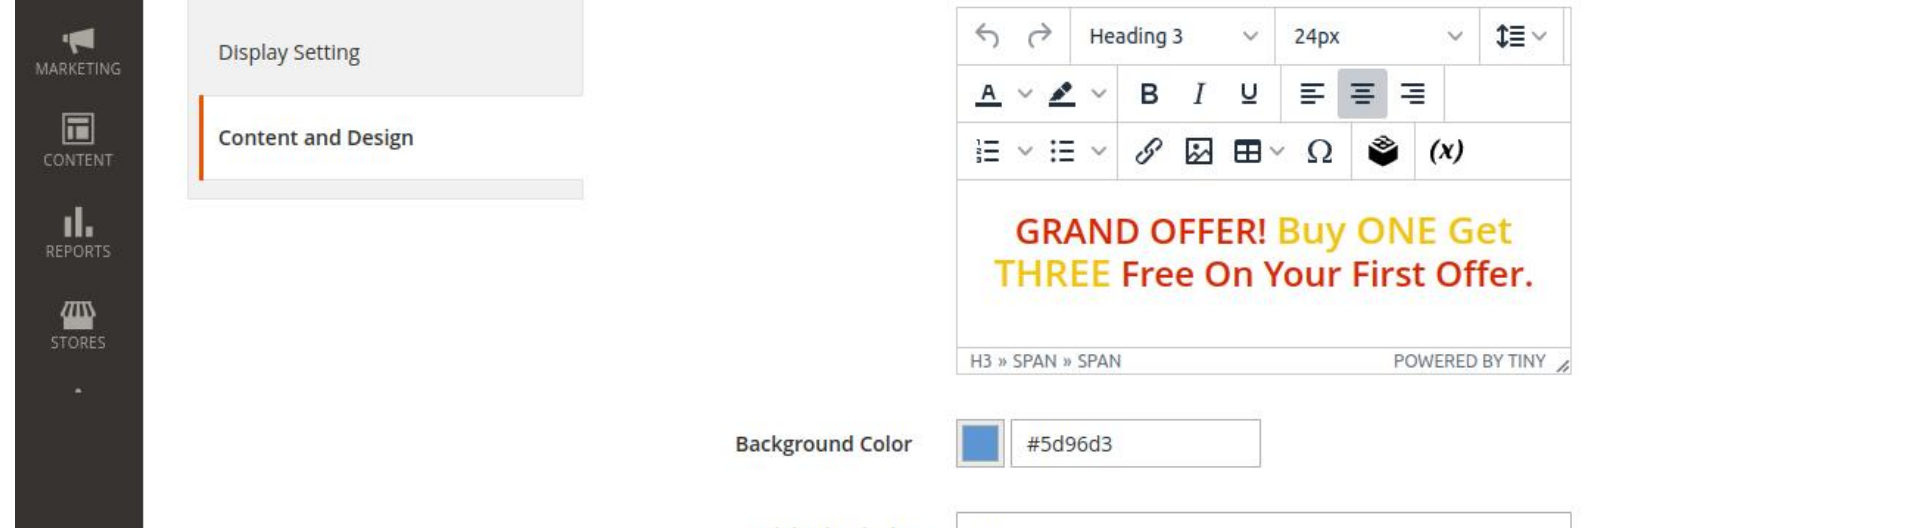 MARKETING
CONTENT
REPORTS
STORES
Display Setting
Content and Design
Heading 3
24px
A
B I U
Ω
(x)
GRAND OFFER! Buy ONE Get
THREE Free On Your First Offer.
H3 » SPAN » SPAN
POWERED BY TINY
Background Color
#5d96d3